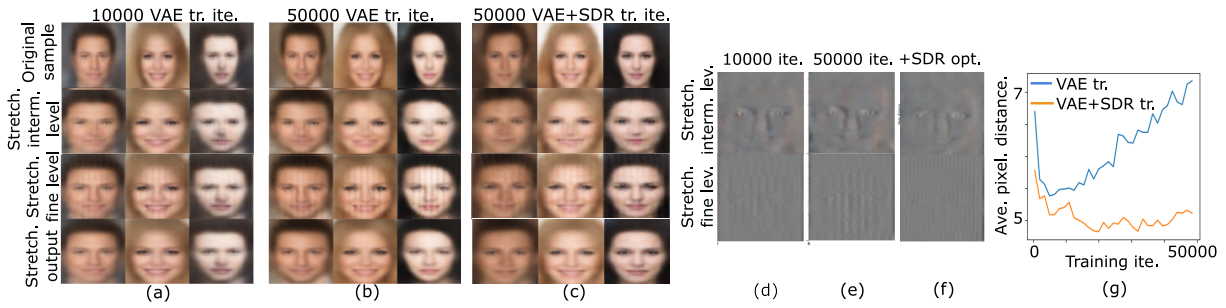 10000 VAE tr. ite.
50000 VAE tr. ite.
50000 VAE+SDR tr. ite.
Original
sample
Stretch.
interm.
level
Stretch.
fine level
Stretch.
output
(a)
(b)
(c)
10000 ite.
50000 ite.
+SDR opt.
Stretch.
interm. lev.
Stretch.
fine lev.
(d)
(e)
(f)
Ave. pixel. distance.
7
5
VAE tr.
VAE+SDR tr.
0
50000
Training ite.
(g)